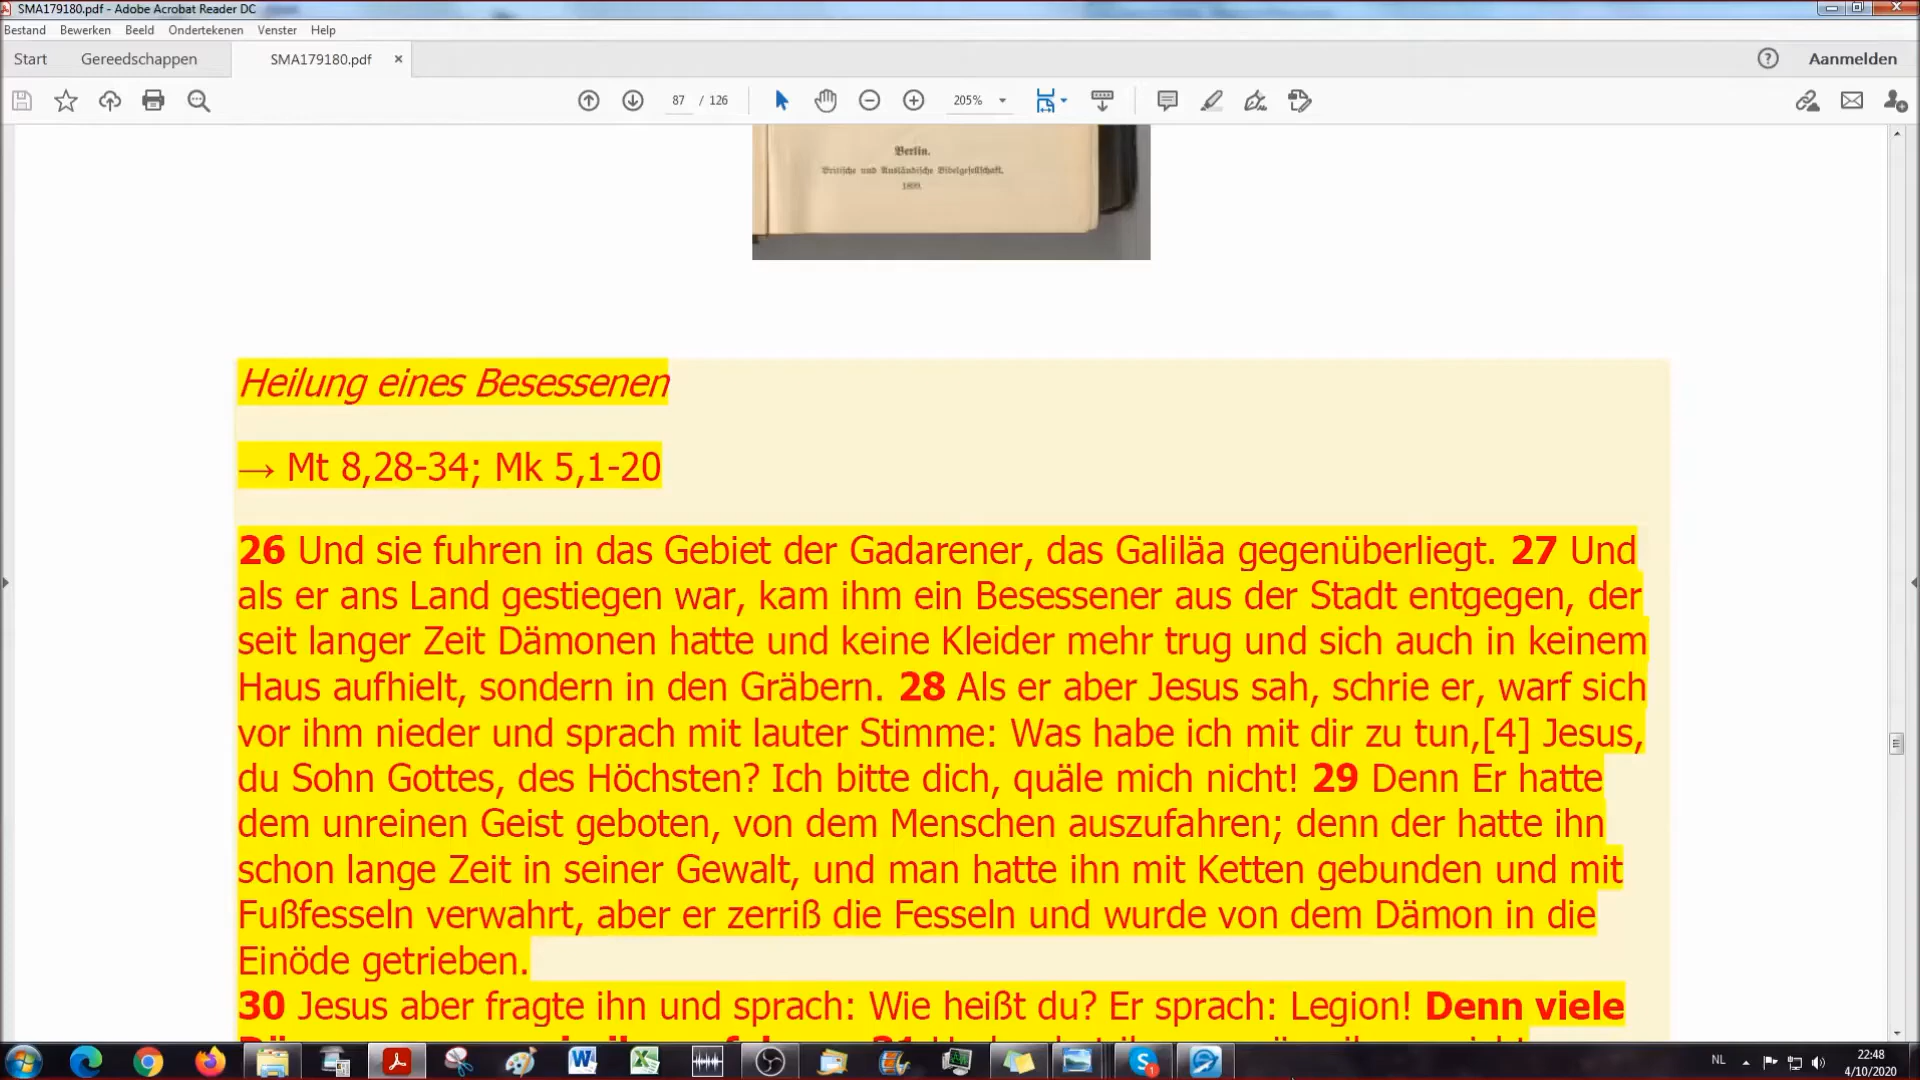 SMA179180.pdf - Adobe Acrobat Reader DC
Bestand Bewerken Beeld Ondertekenen Venster Help
Start Gereedschappen SMA179180.pdf × Aanmelden
87 / 126 205%
Berlin.
Britische und Ausländische Bibelgesellschaft.
1899.
Heilung eines Besessenen
→ Mt 8,28-34; Mk 5,1-20
26 Und sie fuhren in das Gebiet der Gadarener, das Galiläa gegenüberliegt. 27 Und
als er ans Land gestiegen war, kam ihm ein Besessener aus der Stadt entgegen, der
seit langer Zeit Dämonen hatte und keine Kleider mehr trug und sich auch in keinem
Haus aufhielt, sondern in den Gräbern. 28 Als er aber Jesus sah, schrie er, warf sich
vor ihm nieder und sprach mit lauter Stimme: Was habe ich mit dir zu tun,[4] Jesus,
du Sohn Gottes, des Höchsten? Ich bitte dich, quäle mich nicht! 29 Denn Er hatte
dem unreinen Geist geboten, von dem Menschen auszufahren; denn der hatte ihn
schon lange Zeit in seiner Gewalt, und man hatte ihn mit Ketten gebunden und mit
Fußfesseln verwahrt, aber er zerriß die Fesseln und wurde von dem Dämon in die
Einöde getrieben.
30 Jesus aber fragte ihn und sprach: Wie heißt du? Er sprach: Legion! Denn viele
NL 22:48
4/10/2020